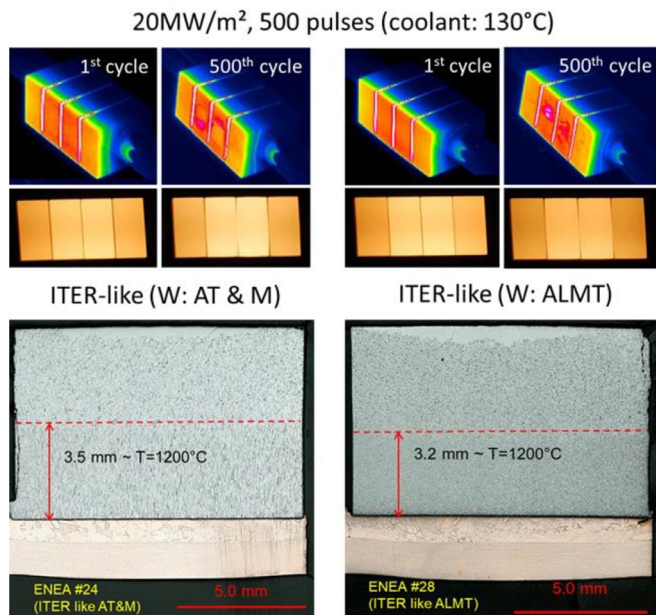 20MW/m², 500 pulses (coolant: 130°C)
1st cycle
500th cycle
1st cycle
500th cycle
ITER-like (W: AT & M)
ITER-like (W: ALMT)
3.5 mm ~ T=1200°C
3.2 mm ~ T=1200°C
ENEA #24
(ITER like AT&M)
5.0 mm
ENEA #28
(ITER like ALMT)
5.0 mm